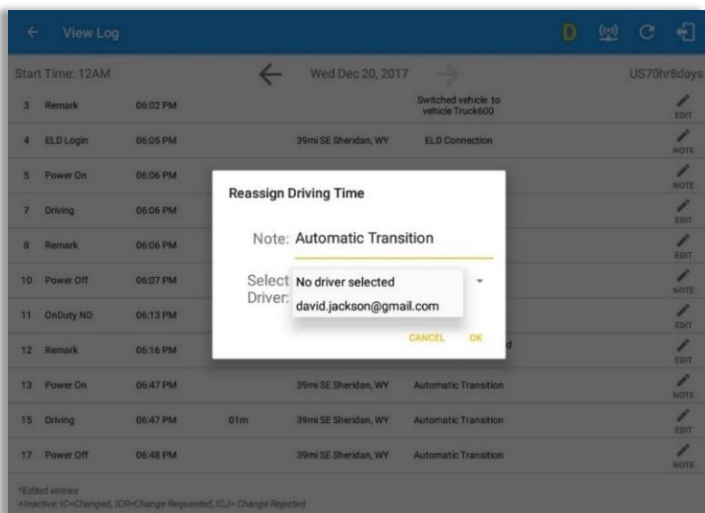 View Log D
Start Time: 12AM Wed Dec 20, 2017 US70hr8days
3 Remark 06:02 PM Switched vehicle to vehicle Truck600 EDIT
4 ELD Login 06:05 PM 39mi SE Sheridan, WY ELD Connection NOTE
5 Power On 06:06 PM NOTE
7 Driving 06:06 PM EDIT
8 Remark 06:06 PM EDIT
10 Power Off 06:07 PM NOTE
11 OnDuty ND 06:13 PM EDIT
12 Remark 06:16 PM d EDIT
13 Power On 06:47 PM 39mi SE Sheridan, WY Automatic Transition NOTE
15 Driving 06:47 PM 01m 39mi SE Sheridan, WY Automatic Transition EDIT
17 Power Off 06:48 PM 39mi SE Sheridan, WY Automatic Transition NOTE
*Edited entries
+Inactive: IC=Changed, ICR=Change Requested, ICJ= Change Rejected
Reassign Driving Time
Note: Automatic Transition
Select Driver:
No driver selected
david.jackson@gmail.com
CANCEL OK